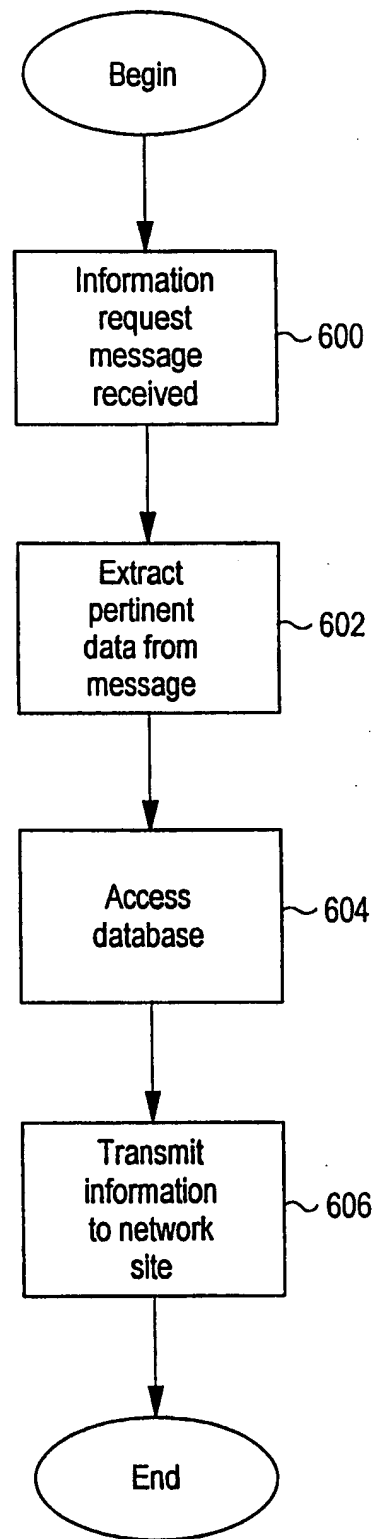 Begin
Information
request
message
received
600
Extract
pertinent
data from
message
602
Access
database
604
Transmit
information
to network
site
606
End